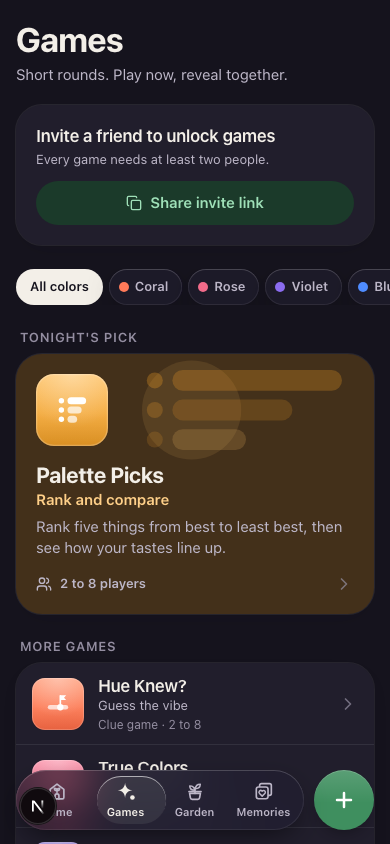 Games
Short rounds. Play now, reveal together.
Invite a friend to unlock games
Every game needs at least two people.
Share invite link
All colors
Coral
Rose
Violet
TONIGHT'S PICK
Palette Picks
Rank and compare
Rank five things from best to least best, then
see how your tastes line up.
2 to 8 players
MORE GAMES
Hue Knew?
Guess the vibe
Clue game · 2 to 8
True Colors
N
Games
Garden
Memories